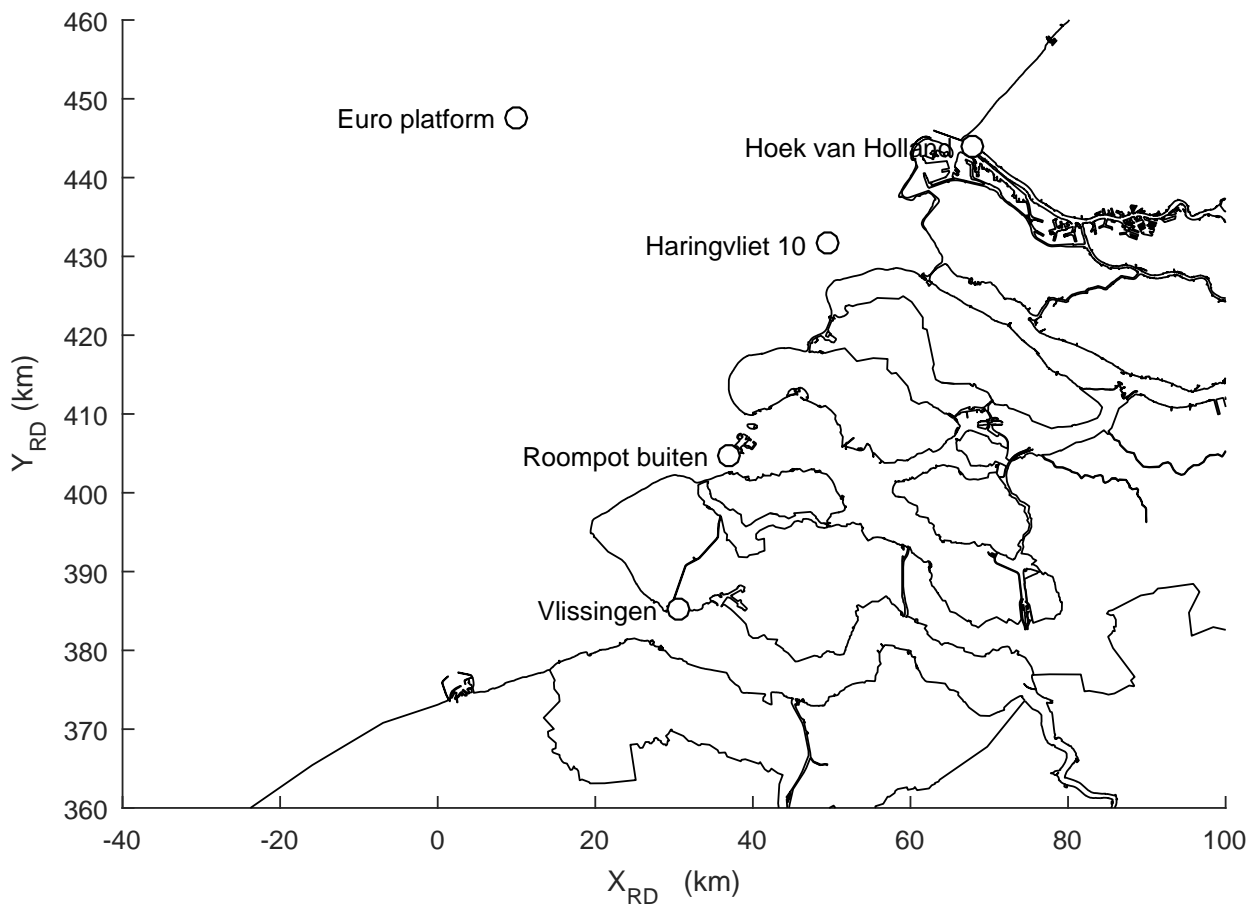 460
450
440
430
420
410
400
390
380
370
360
Y_RD (km)
Euro platform
Hoek van Holland
Haringvliet 10
Roompot buiten
Vlissingen
-40 -20 0 20 40 60 80 100
X_RD (km)